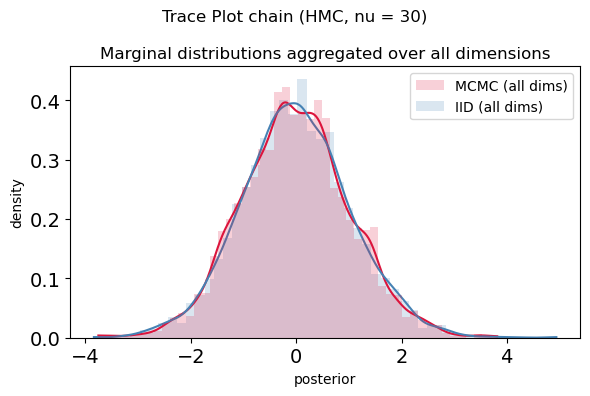 Trace Plot chain (HMC, nu = 30)
Marginal distributions aggregated over all dimensions
MCMC (all dims)
IID (all dims)
density
0.4
0.3
0.2
0.1
0.0
−4 −2 0 2 4
posterior